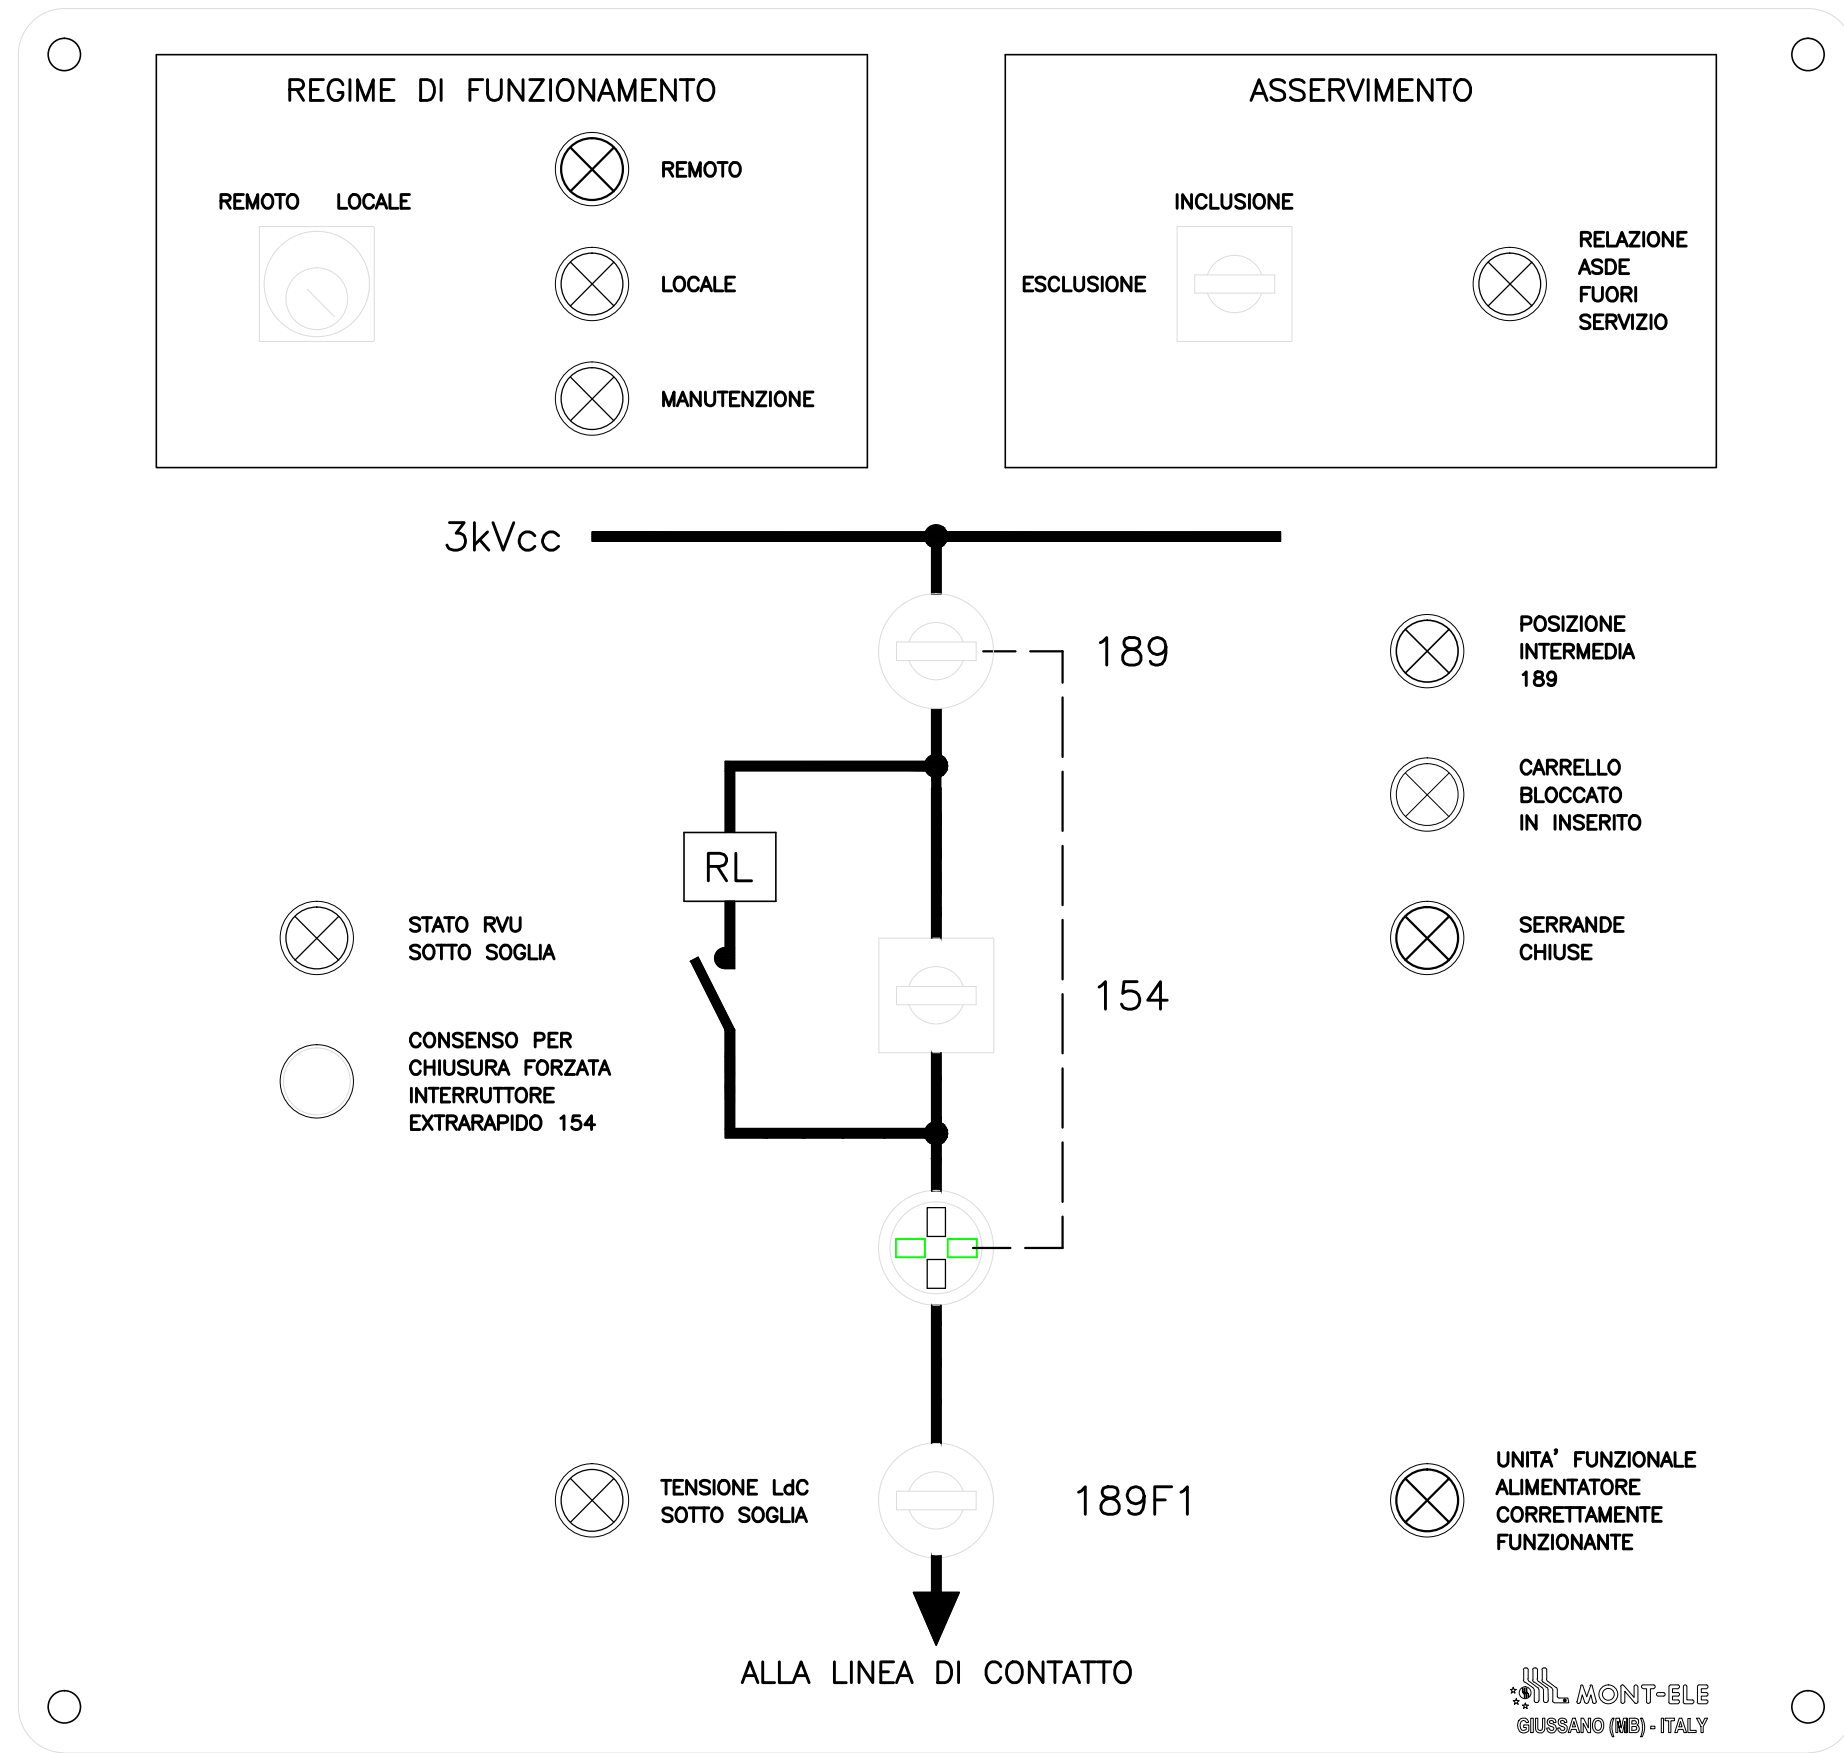 REGIME DI FUNZIONAMENTO
REMOTO LOCALE
REMOTO
LOCALE
MANUTENZIONE
ASSERVIMENTO
INCLUSIONE
ESCLUSIONE
RELAZIONE
ASDE
FUORI
SERVIZIO
3kVcc
189
POSIZIONE
INTERMEDIA
189
CARRELLO
BLOCCATO
IN INSERITO
RL
STATO RVU
SOTTO SOGLIA
SERRANDE
CHIUSE
154
CONSENSO PER
CHIUSURA FORZATA
INTERRUTTORE
EXTRARAPIDO 154
TENSIONE LdC
SOTTO SOGLIA
189F1
UNITA' FUNZIONALE
ALIMENTATORE
CORRETTAMENTE
FUNZIONANTE
ALLA LINEA DI CONTATTO
MONT-ELE
GIUSSANO (MB) - ITALY